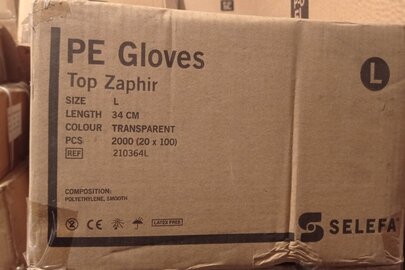 PE Gloves
Top Zaphir
L
SIZE L
LENGTH 34 CM
COLOUR TRANSPARENT
PCS 2000 (20 x 100)
REF 210364L
COMPOSITION:
POLYETHYLENE, SMOOTH
2 CE LATEX FREE
SELEFA